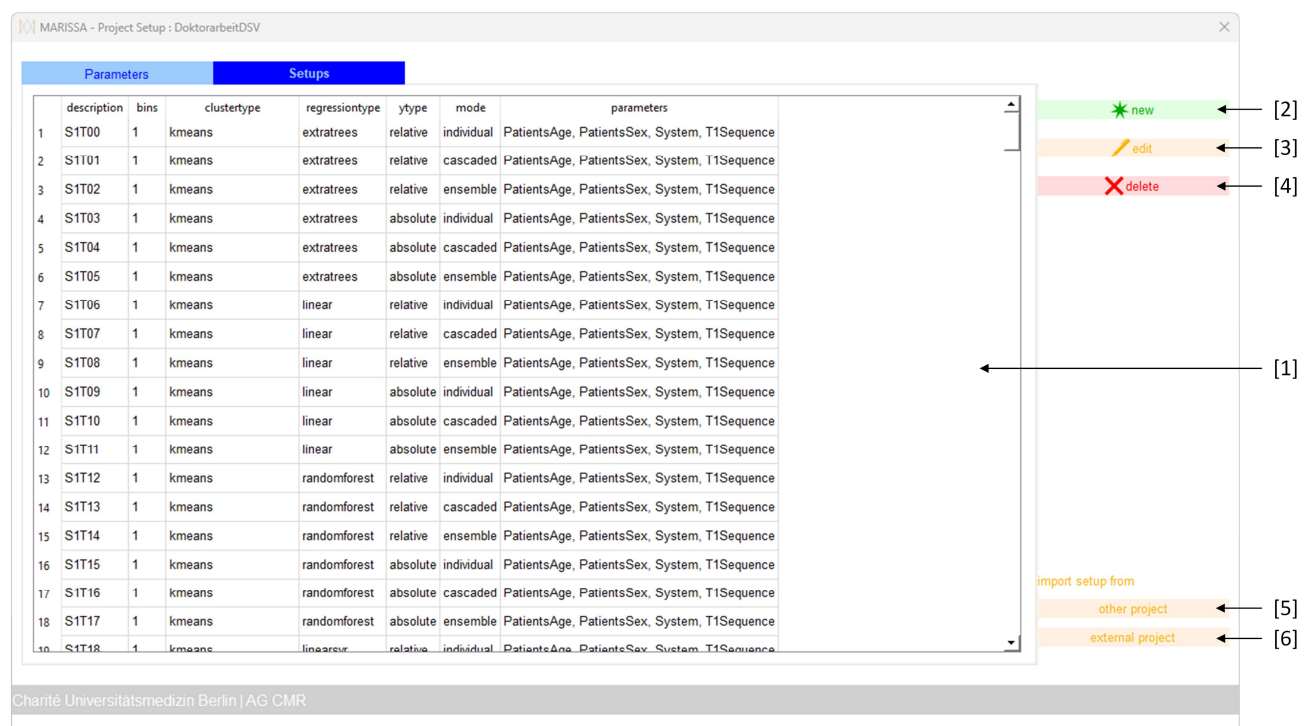 MARISSA - Project Setup : DoktorarbeitDSV
Parameters Setups
description bins clustertype regressiontype ytype mode parameters
1 S1T00 1 kmeans extratrees relative individual PatientsAge, PatientsSex, System, T1Sequence
2 S1T01 1 kmeans extratrees relative cascaded PatientsAge, PatientsSex, System, T1Sequence
3 S1T02 1 kmeans extratrees relative ensemble PatientsAge, PatientsSex, System, T1Sequence
4 S1T03 1 kmeans extratrees absolute individual PatientsAge, PatientsSex, System, T1Sequence
5 S1T04 1 kmeans extratrees absolute cascaded PatientsAge, PatientsSex, System, T1Sequence
6 S1T05 1 kmeans extratrees absolute ensemble PatientsAge, PatientsSex, System, T1Sequence
7 S1T06 1 kmeans linear relative individual PatientsAge, PatientsSex, System, T1Sequence
8 S1T07 1 kmeans linear relative cascaded PatientsAge, PatientsSex, System, T1Sequence
9 S1T08 1 kmeans linear relative ensemble PatientsAge, PatientsSex, System, T1Sequence
10 S1T09 1 kmeans linear absolute individual PatientsAge, PatientsSex, System, T1Sequence
11 S1T10 1 kmeans linear absolute cascaded PatientsAge, PatientsSex, System, T1Sequence
12 S1T11 1 kmeans linear absolute ensemble PatientsAge, PatientsSex, System, T1Sequence
13 S1T12 1 kmeans randomforest relative individual PatientsAge, PatientsSex, System, T1Sequence
14 S1T13 1 kmeans randomforest relative cascaded PatientsAge, PatientsSex, System, T1Sequence
15 S1T14 1 kmeans randomforest relative ensemble PatientsAge, PatientsSex, System, T1Sequence
16 S1T15 1 kmeans randomforest absolute individual PatientsAge, PatientsSex, System, T1Sequence
17 S1T16 1 kmeans randomforest absolute cascaded PatientsAge, PatientsSex, System, T1Sequence
18 S1T17 1 kmeans randomforest absolute ensemble PatientsAge, PatientsSex, System, T1Sequence
19 S1T18 1 kmeans linearsvr relative individual PatientsAge, PatientsSex, System, T1Sequence
new [2]
edit [3]
delete [4]
[1]
import setup from
other project [5]
external project [6]
Charité Universitätsmedizin Berlin | AG CMR